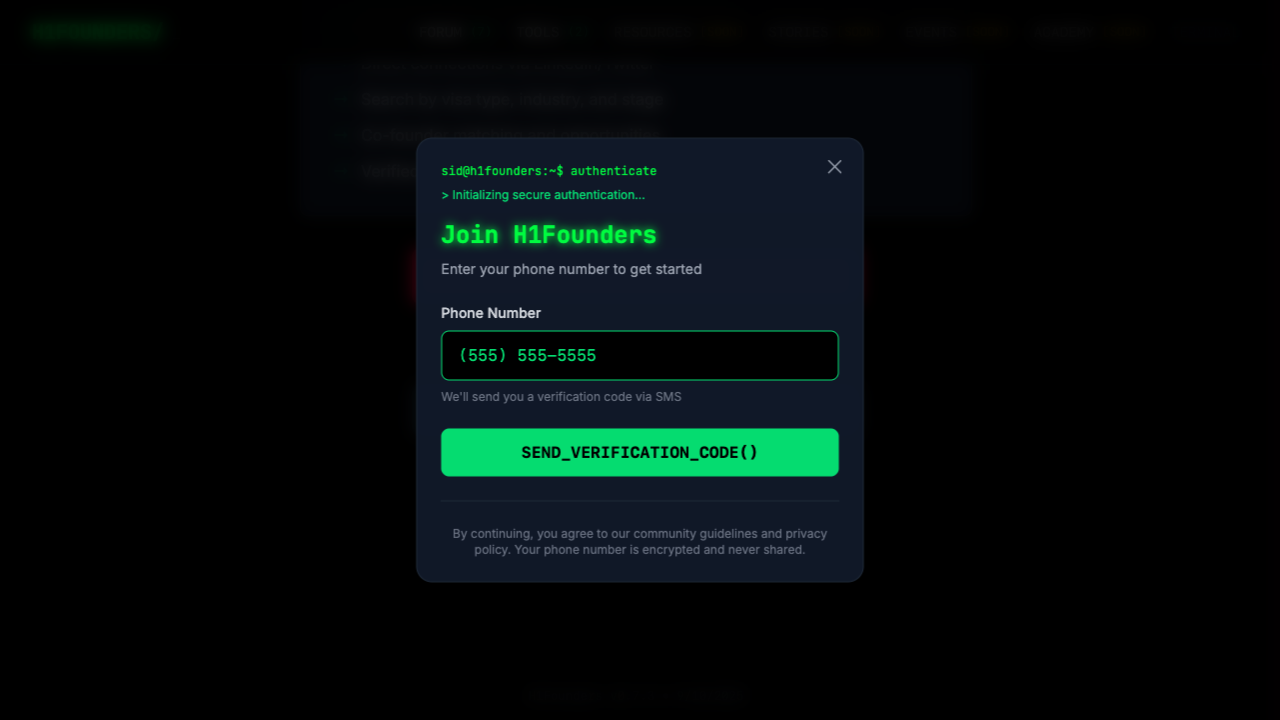 sid@h1founders:~$ authenticate
> Initializing secure authentication...
Join H1Founders
Enter your phone number to get started
Phone Number
(555) 555-5555
We'll send you a verification code via SMS
SEND_VERIFICATION_CODE()
By continuing, you agree to our community guidelines and privacy
policy. Your phone number is encrypted and never shared.